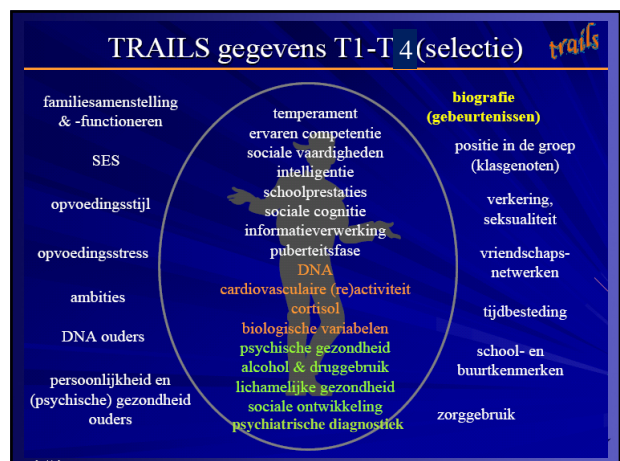 TRAILS gegevens T1-T4 (selectie)
trails
familiesamenstelling
& -functioneren
SES
opvoedingsstijl
opvoedingsstress
ambities
DNA ouders
persoonlijkheid en
(psychische) gezondheid
ouders
temperament
ervaren competentie
sociale vaardigheden
intelligentie
schoolprestaties
sociale cognitie
informatieverwerking
puberteitsfase
DNA
cardiovasculaire (re)activiteit
cortisol
biologische variabelen
psychische gezondheid
alcohol & druggebruik
lichamelijke gezondheid
sociale ontwikkeling
psychiatrische diagnostiek
biografie
(gebeurtenissen)
positie in de groep
(klasgenoten)
verkering,
seksualiteit
vriendschaps-
netwerken
tijdbesteding
school- en
buurtkenmerken
zorggebruik